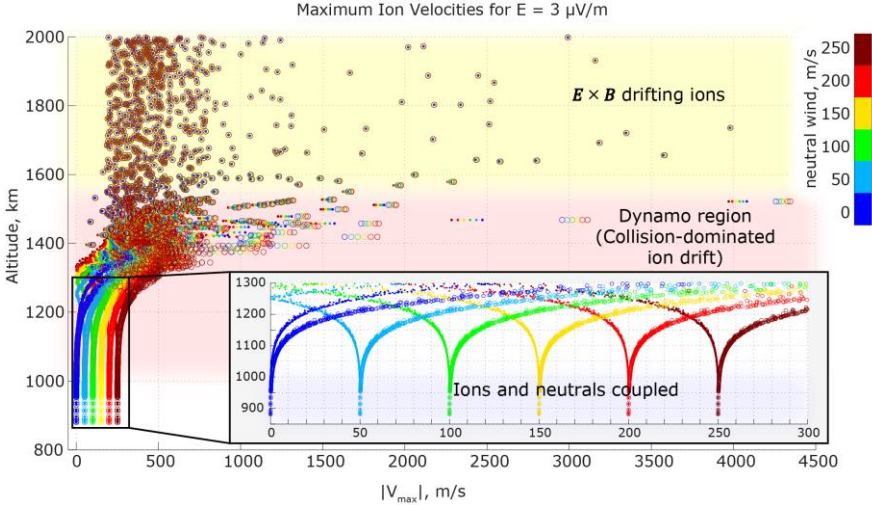 Maximum Ion Velocities for E = 3 μV/m
2000
1800
1600
1400
1200
1000
800
Altitude, km
E × B drifting ions
Dynamo region
(Collision-dominated
ion drift)
250
200
150
100
50
0
neutral wind, m/s
1300
1200
1100
1000
900
Ions and neutrals coupled
0 50 100 150 200 250 300
0 500 1000 1500 2000 2500 3000 3500 4000 4500
|Vmax|, m/s